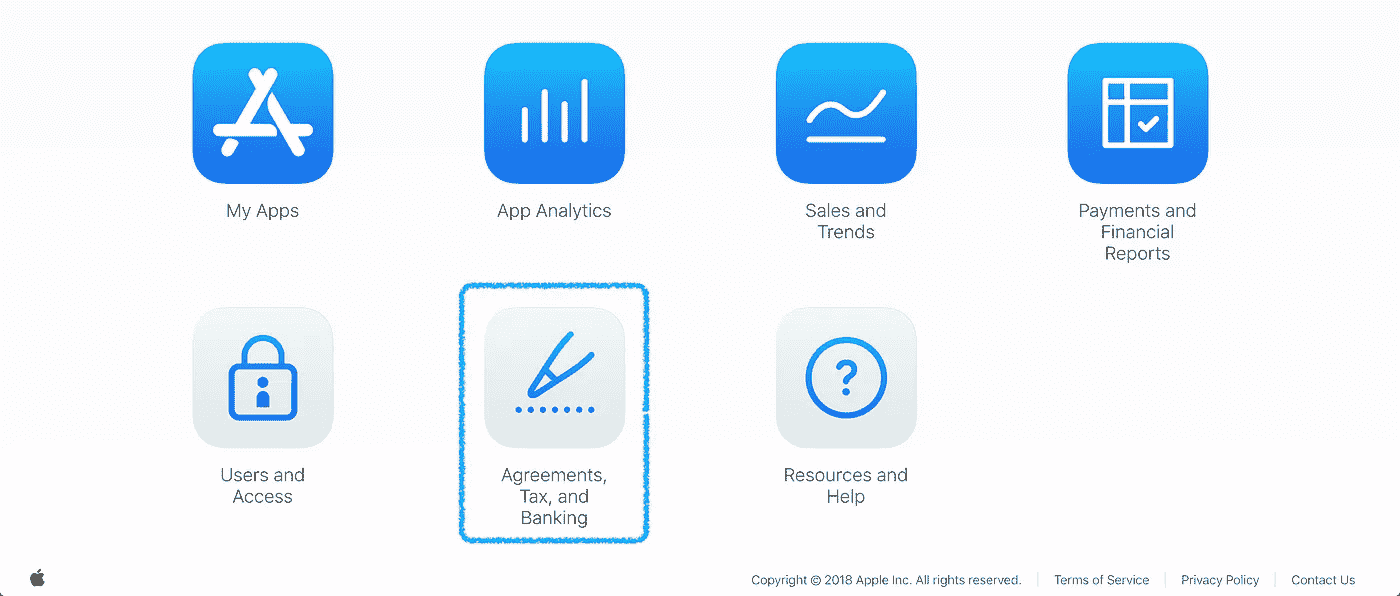 My Apps
App Analytics
Sales and
Trends
Payments and
Financial
Reports
Users and
Access
Agreements,
Tax, and
Banking
Resources and
Help
Copyright © 2018 Apple Inc. All rights reserved.
Terms of Service
Privacy Policy
Contact Us